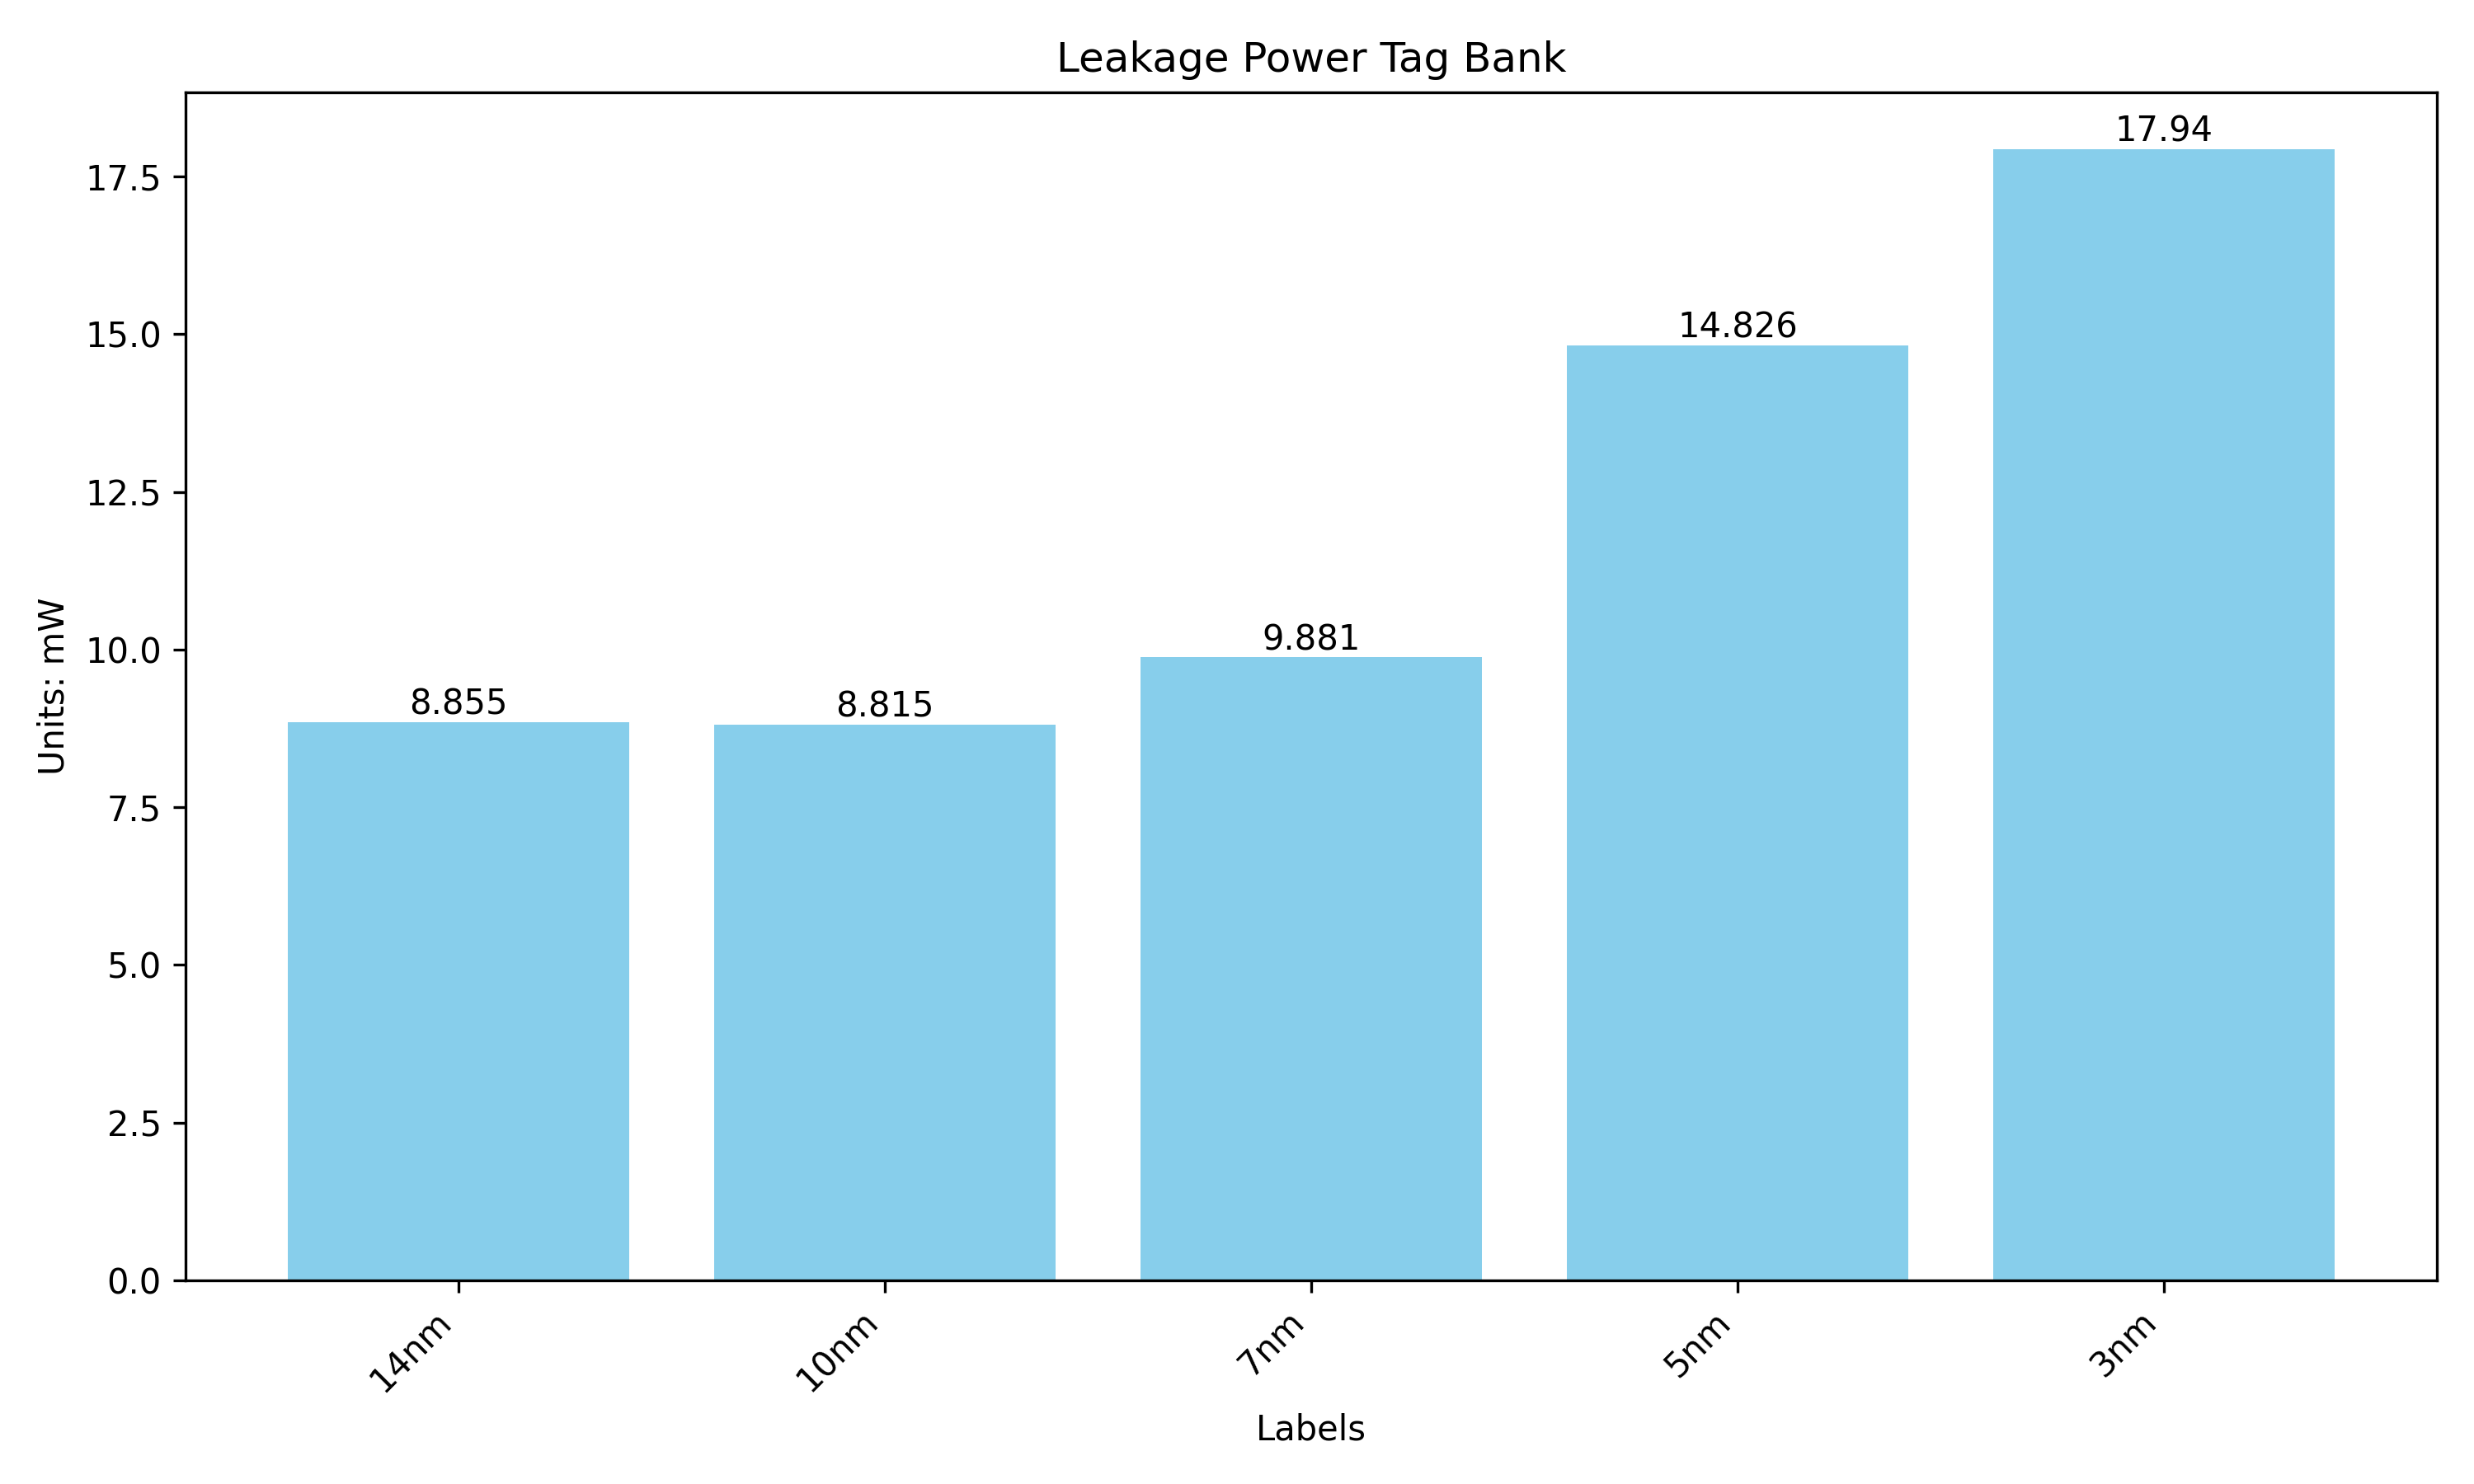 Leakage Power Tag Bank
Units: mW
17.5
15.0
12.5
10.0
7.5
5.0
2.5
0.0
8.855
8.815
9.881
14.826
17.94
14nm
10nm
7nm
5nm
3nm
Labels